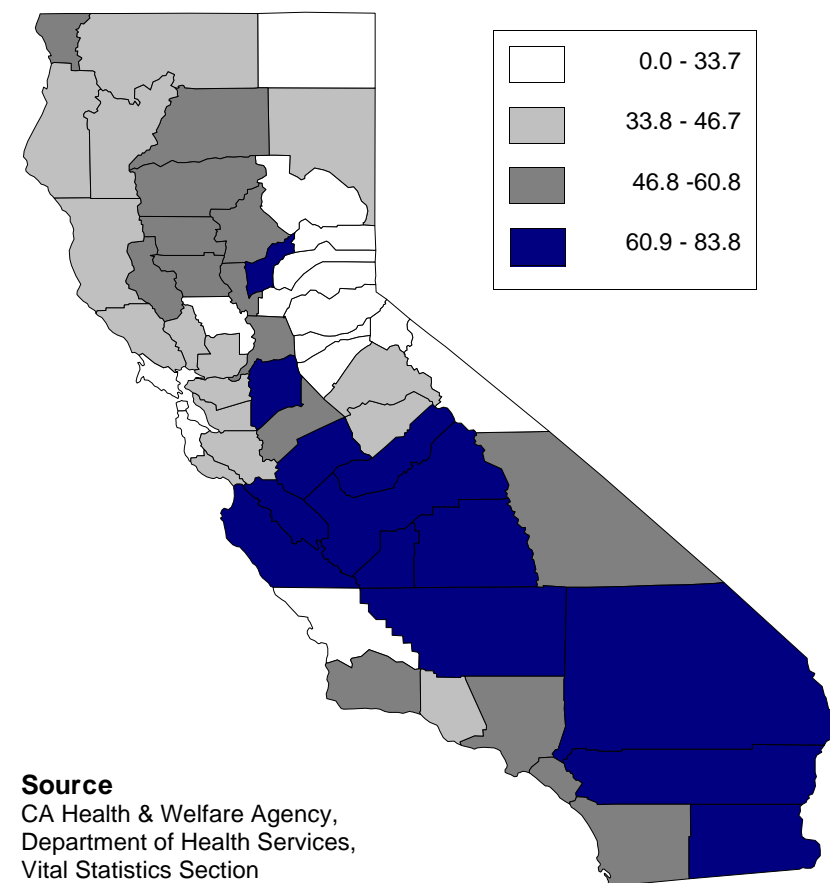 0.0 - 33.7
33.8 - 46.7
46.8 -60.8
60.9 - 83.8
Source
CA Health & Welfare Agency,
Department of Health Services,
Vital Statistics Section